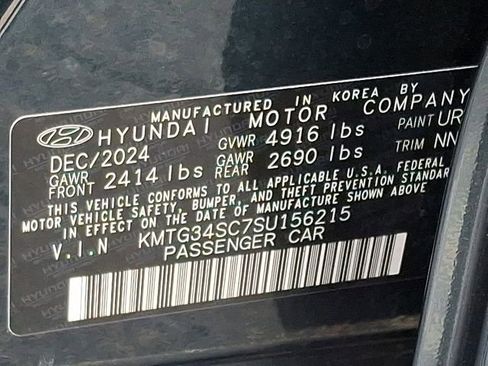 MANUFACTURED IN KOREA BY
HYUNDAI MOTOR COMPANY
DEC/2024 GVWR 4916 lbs PAINT UR
GAWR FRONT 2414 lbs GAWR REAR 2690 lbs TRIM NN
THIS VEHICLE CONFORMS TO ALL APPLICABLE U.S.A. FEDERAL
MOTOR VEHICLE SAFETY, BUMPER, AND THEFT PREVENTION STANDAR
IN EFFECT ON THE DATE OF MANUFACTURE SHOWN ABOVE
V.I.N KMTG34SC7SU156215
PASSENGER CAR